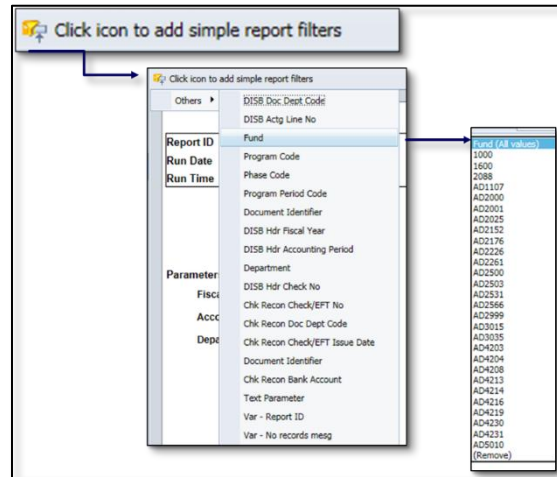 Click icon to add simple report filters
Click icon to add simple report filters
Others
DISB Doc Dept Code
DISB Actg Line No
Report ID
Fund
Run Date
Program Code
Run Time
Phase Code
Program Period Code
Document Identifier
DISB Hdr Fiscal Year
DISB Hdr Accounting Period
Parameter
Department
Fisca
DISB Hdr Check No
Acco
Chk Recon Check/EFT No
Chk Recon Doc Dept Code
Depa
Chk Recon Check/EFT Issue Date
Document Identifier
Chk Recon Bank Account
Text Parameter
Var - Report ID
Var - No records mesg
Fund (All values)
1000
1600
2088
AD1107
AD2000
AD2001
AD2025
AD2152
AD2176
AD2226
AD2261
AD2500
AD2503
AD2531
AD2566
AD2999
AD3015
AD3035
AD4203
AD4204
AD4208
AD4213
AD4214
AD4216
AD4219
AD4230
AD4231
AD5010
(Remove)